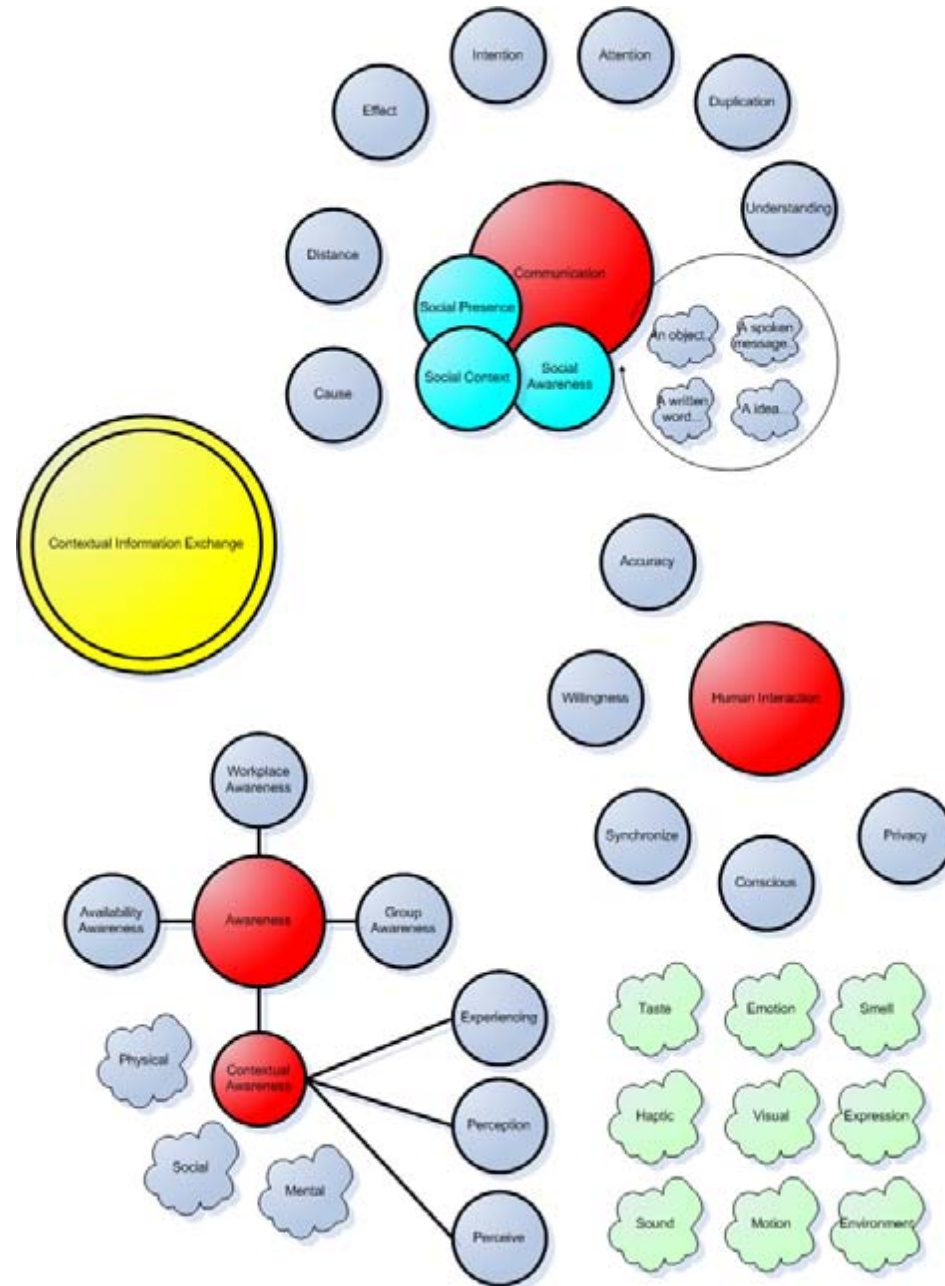 Intention
Attention
Effect
Duplication
Understanding
Distance
Communication
Social Presence
An object...
A spoken
message...
Social Context
Social
Awareness
Cause
A written
word...
A idea...
Contextual Information Exchange
Accuracy
Willingness
Human Interaction
Workplace
Awareness
Synchronize
Privacy
Conscious
Availability
Awareness
Awareness
Group
Awareness
Experiencing
Taste
Emotion
Smell
Physical
Contextual
Awareness
Perception
Haptic
Visual
Expression
Social
Mental
Perceive
Sound
Motion
Environment